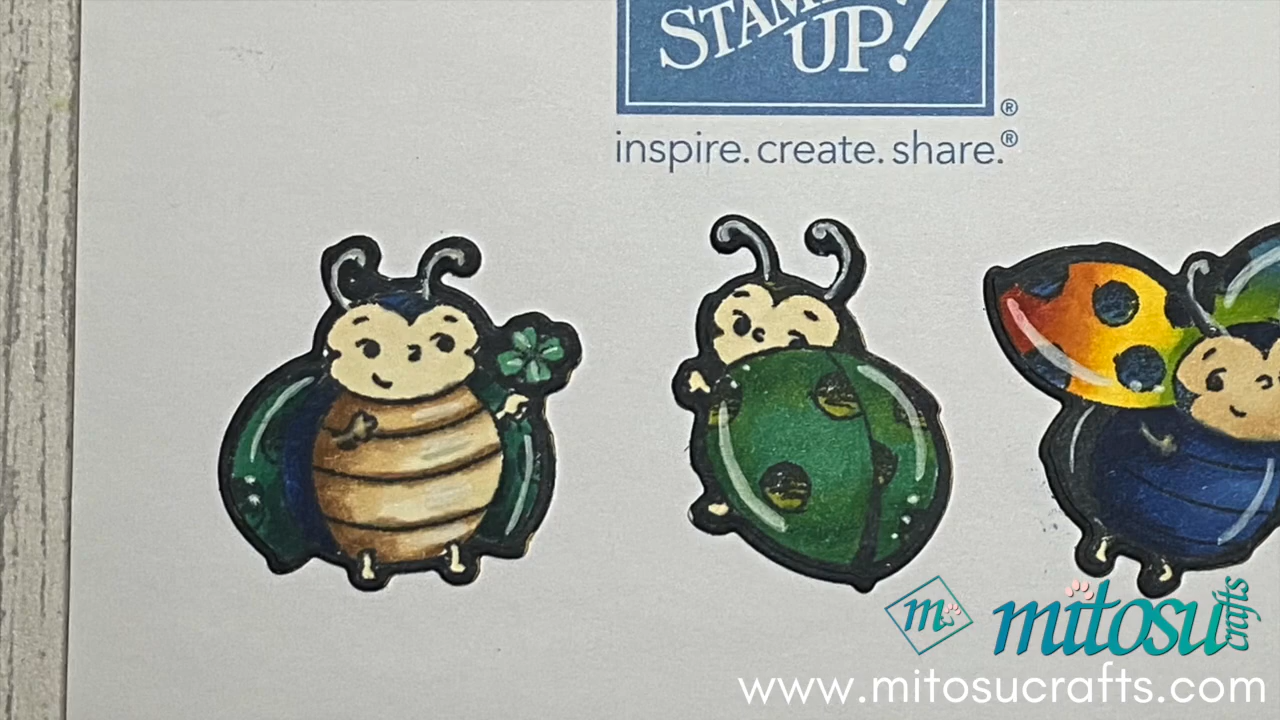 STAMPIN'
UP!®
inspire. create. share.®
m mitosu crafts
www.mitosucrafts.com